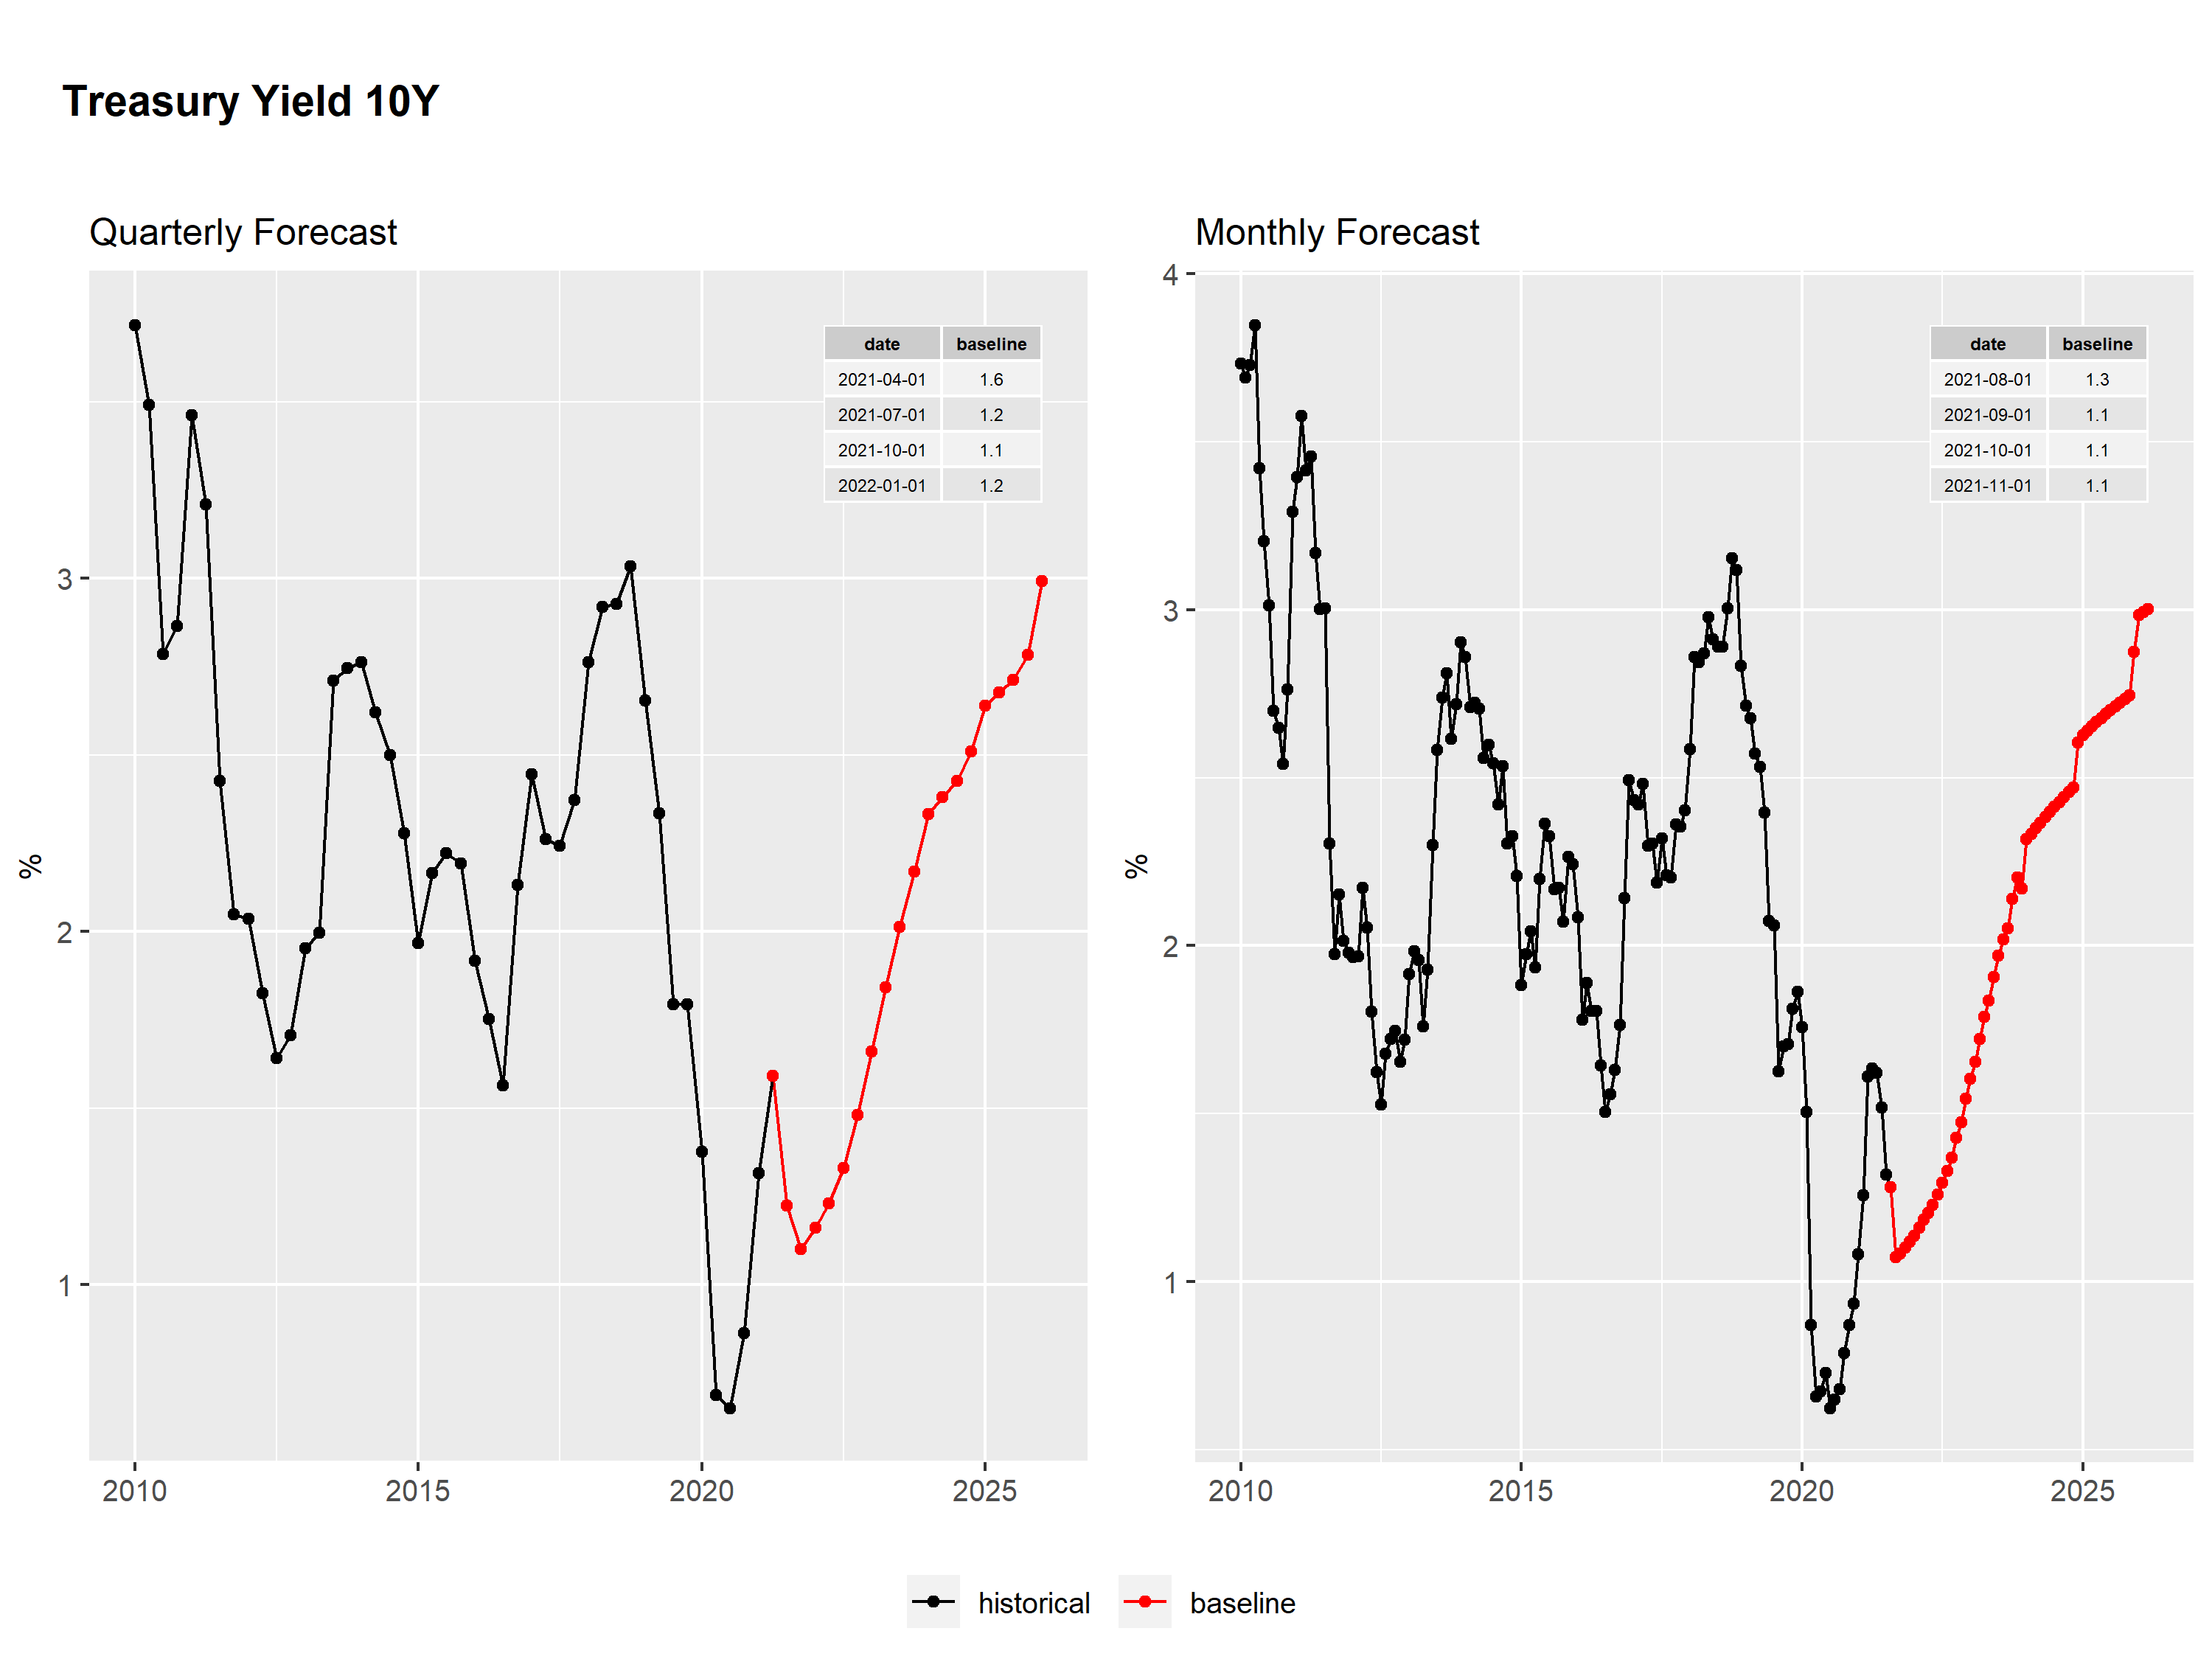 Treasury Yield 10Y
Quarterly Forecast
%
3
2
1
2010 2015 2020 2025
date baseline
2021-04-01 1.6
2021-07-01 1.2
2021-10-01 1.1
2022-01-01 1.2
Monthly Forecast
%
4
3
2
1
2010 2015 2020 2025
date baseline
2021-08-01 1.3
2021-09-01 1.1
2021-10-01 1.1
2021-11-01 1.1
historical baseline